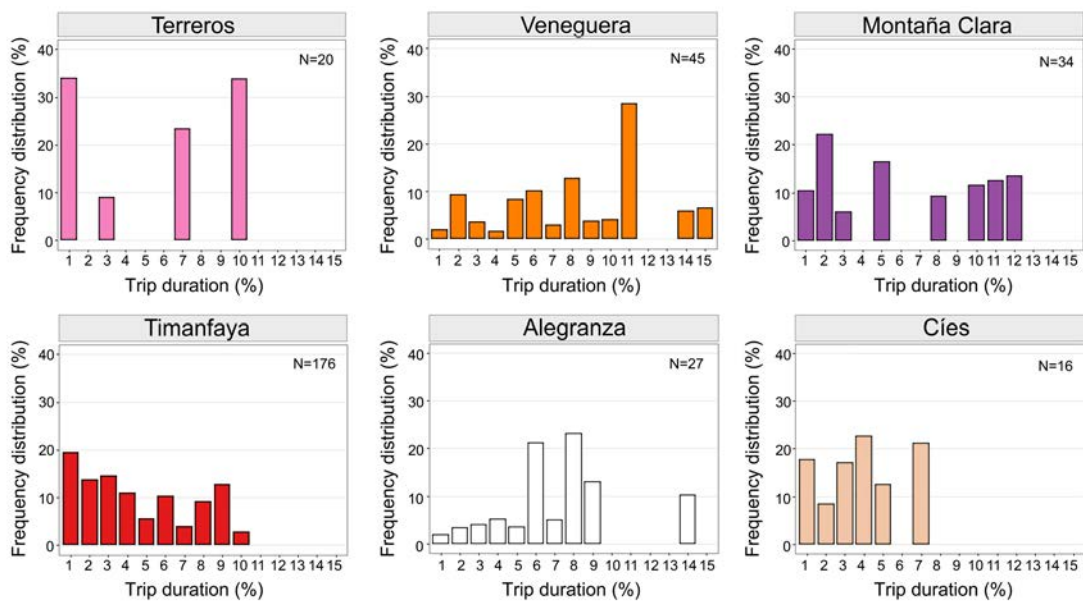 Terreros
Frequency distribution (%)
40
30
20
10
0
N=20
1 2 3 4 5 6 7 8 9 10 11 12 13 14 15
Trip duration (%)
Veneguera
Frequency distribution (%)
40
30
20
10
0
N=45
1 2 3 4 5 6 7 8 9 10 11 12 13 14 15
Trip duration (%)
Montaña Clara
Frequency distribution (%)
40
30
20
10
0
N=34
1 2 3 4 5 6 7 8 9 10 11 12 13 14 15
Trip duration (%)
Timanfaya
Frequency distribution (%)
40
30
20
10
0
N=176
1 2 3 4 5 6 7 8 9 10 11 12 13 14 15
Trip duration (%)
Alegranza
Frequency distribution (%)
40
30
20
10
0
N=27
1 2 3 4 5 6 7 8 9 10 11 12 13 14 15
Trip duration (%)
Cíes
Frequency distribution (%)
40
30
20
10
0
N=16
1 2 3 4 5 6 7 8 9 10 11 12 13 14 15
Trip duration (%)